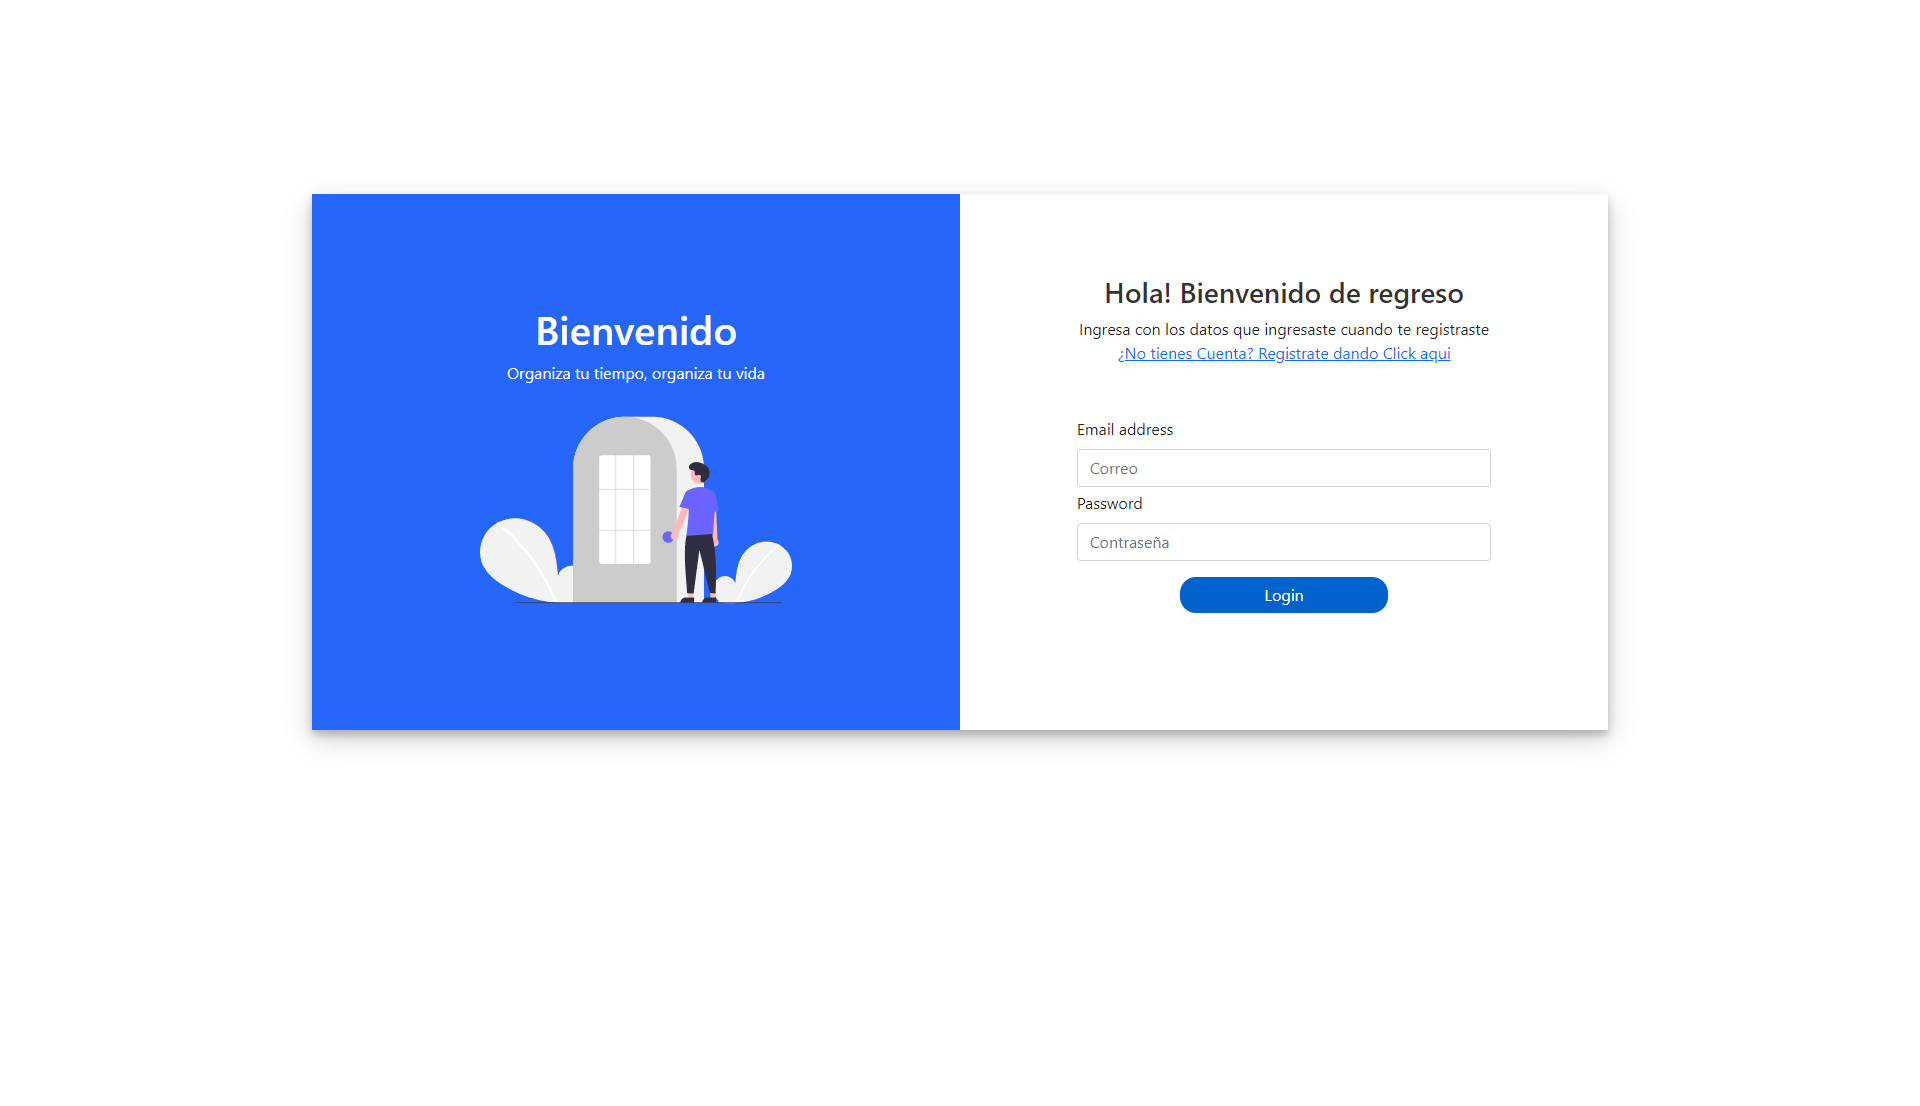 Bienvenido
Organiza tu tiempo, organiza tu vida
Hola! Bienvenido de regreso
Ingresa con los datos que ingresaste cuando te registraste
¿No tienes Cuenta? Registrate dando Click aqui
Email address
Correo
Password
Contraseña
Login